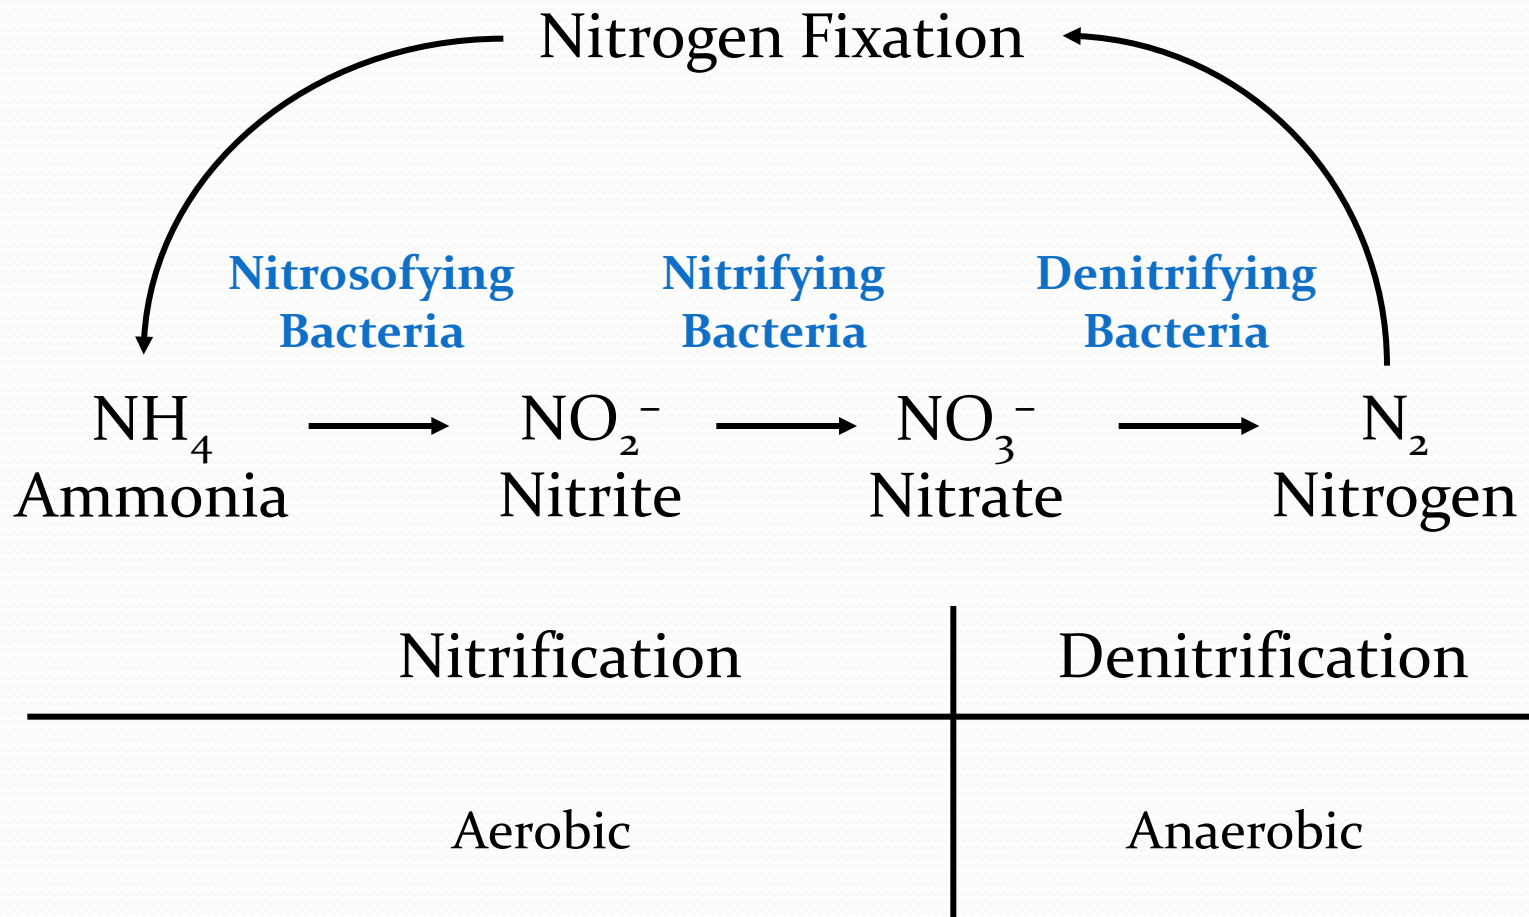 Nitrogen Fixation
Nitrosofying
Bacteria
Nitrifying
Bacteria
Denitrifying
Bacteria
NH₄
Ammonia
NO₂⁻
Nitrite
NO₃⁻
Nitrate
N₂
Nitrogen
Nitrification
Denitrification
Aerobic
Anaerobic